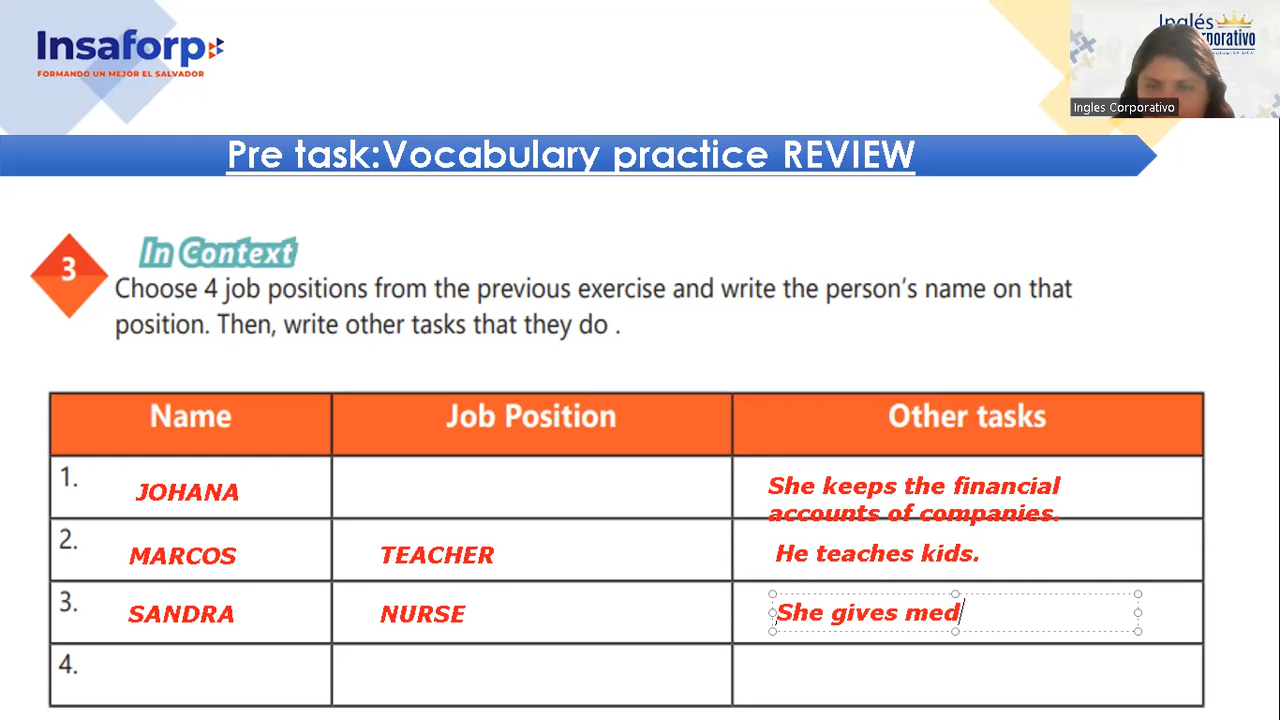 Insaforp
FORMANDO UN MEJOR EL SALVADOR
Inglés
Ingles Corporativo
Pre task:Vocabulary practice REVIEW
3
In Context
Choose 4 job positions from the previous exercise and write the person's name on that
position. Then, write other tasks that they do .
Name Job Position Other tasks
1. JOHANA She keeps the financial
accounts of companies.
2. MARCOS TEACHER He teaches kids.
3. SANDRA NURSE She gives med
4.